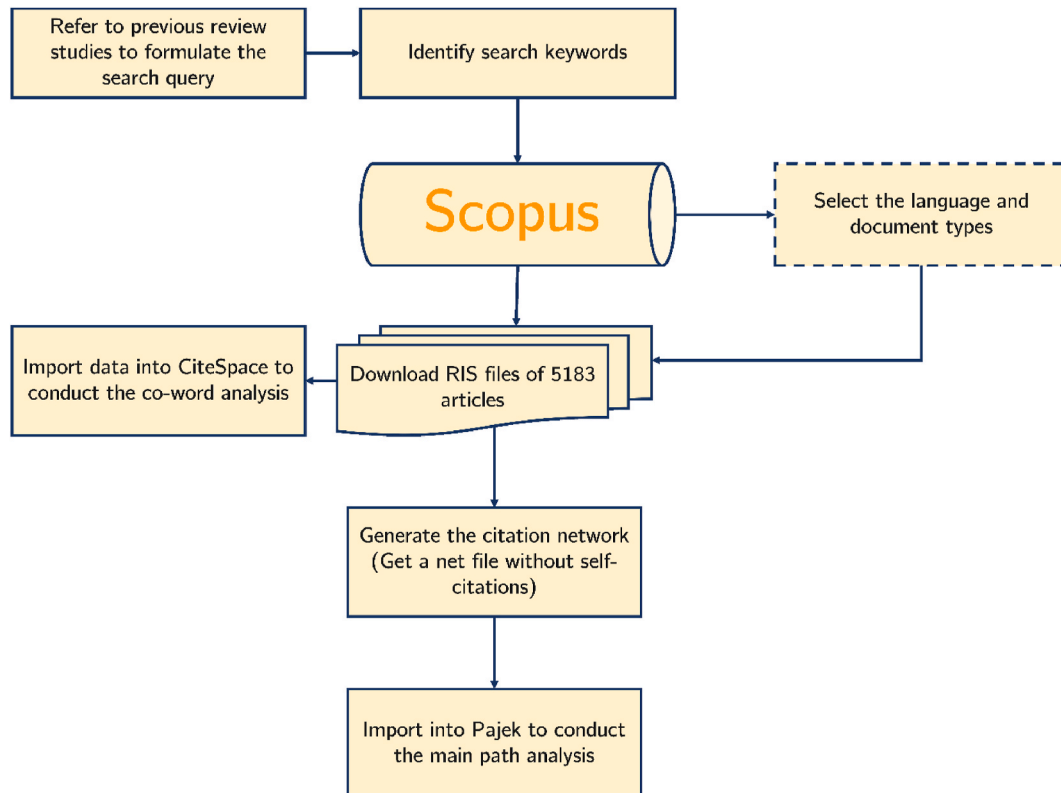 Refer to previous review
studies to formulate the
search query
Identify search keywords
Scopus
Select the language and
document types
Import data into CiteSpace to
conduct the co-word analysis
Download RIS files of 5183
articles
Generate the citation network
(Get a net file without self-
citations)
Import into Pajek to conduct
the main path analysis